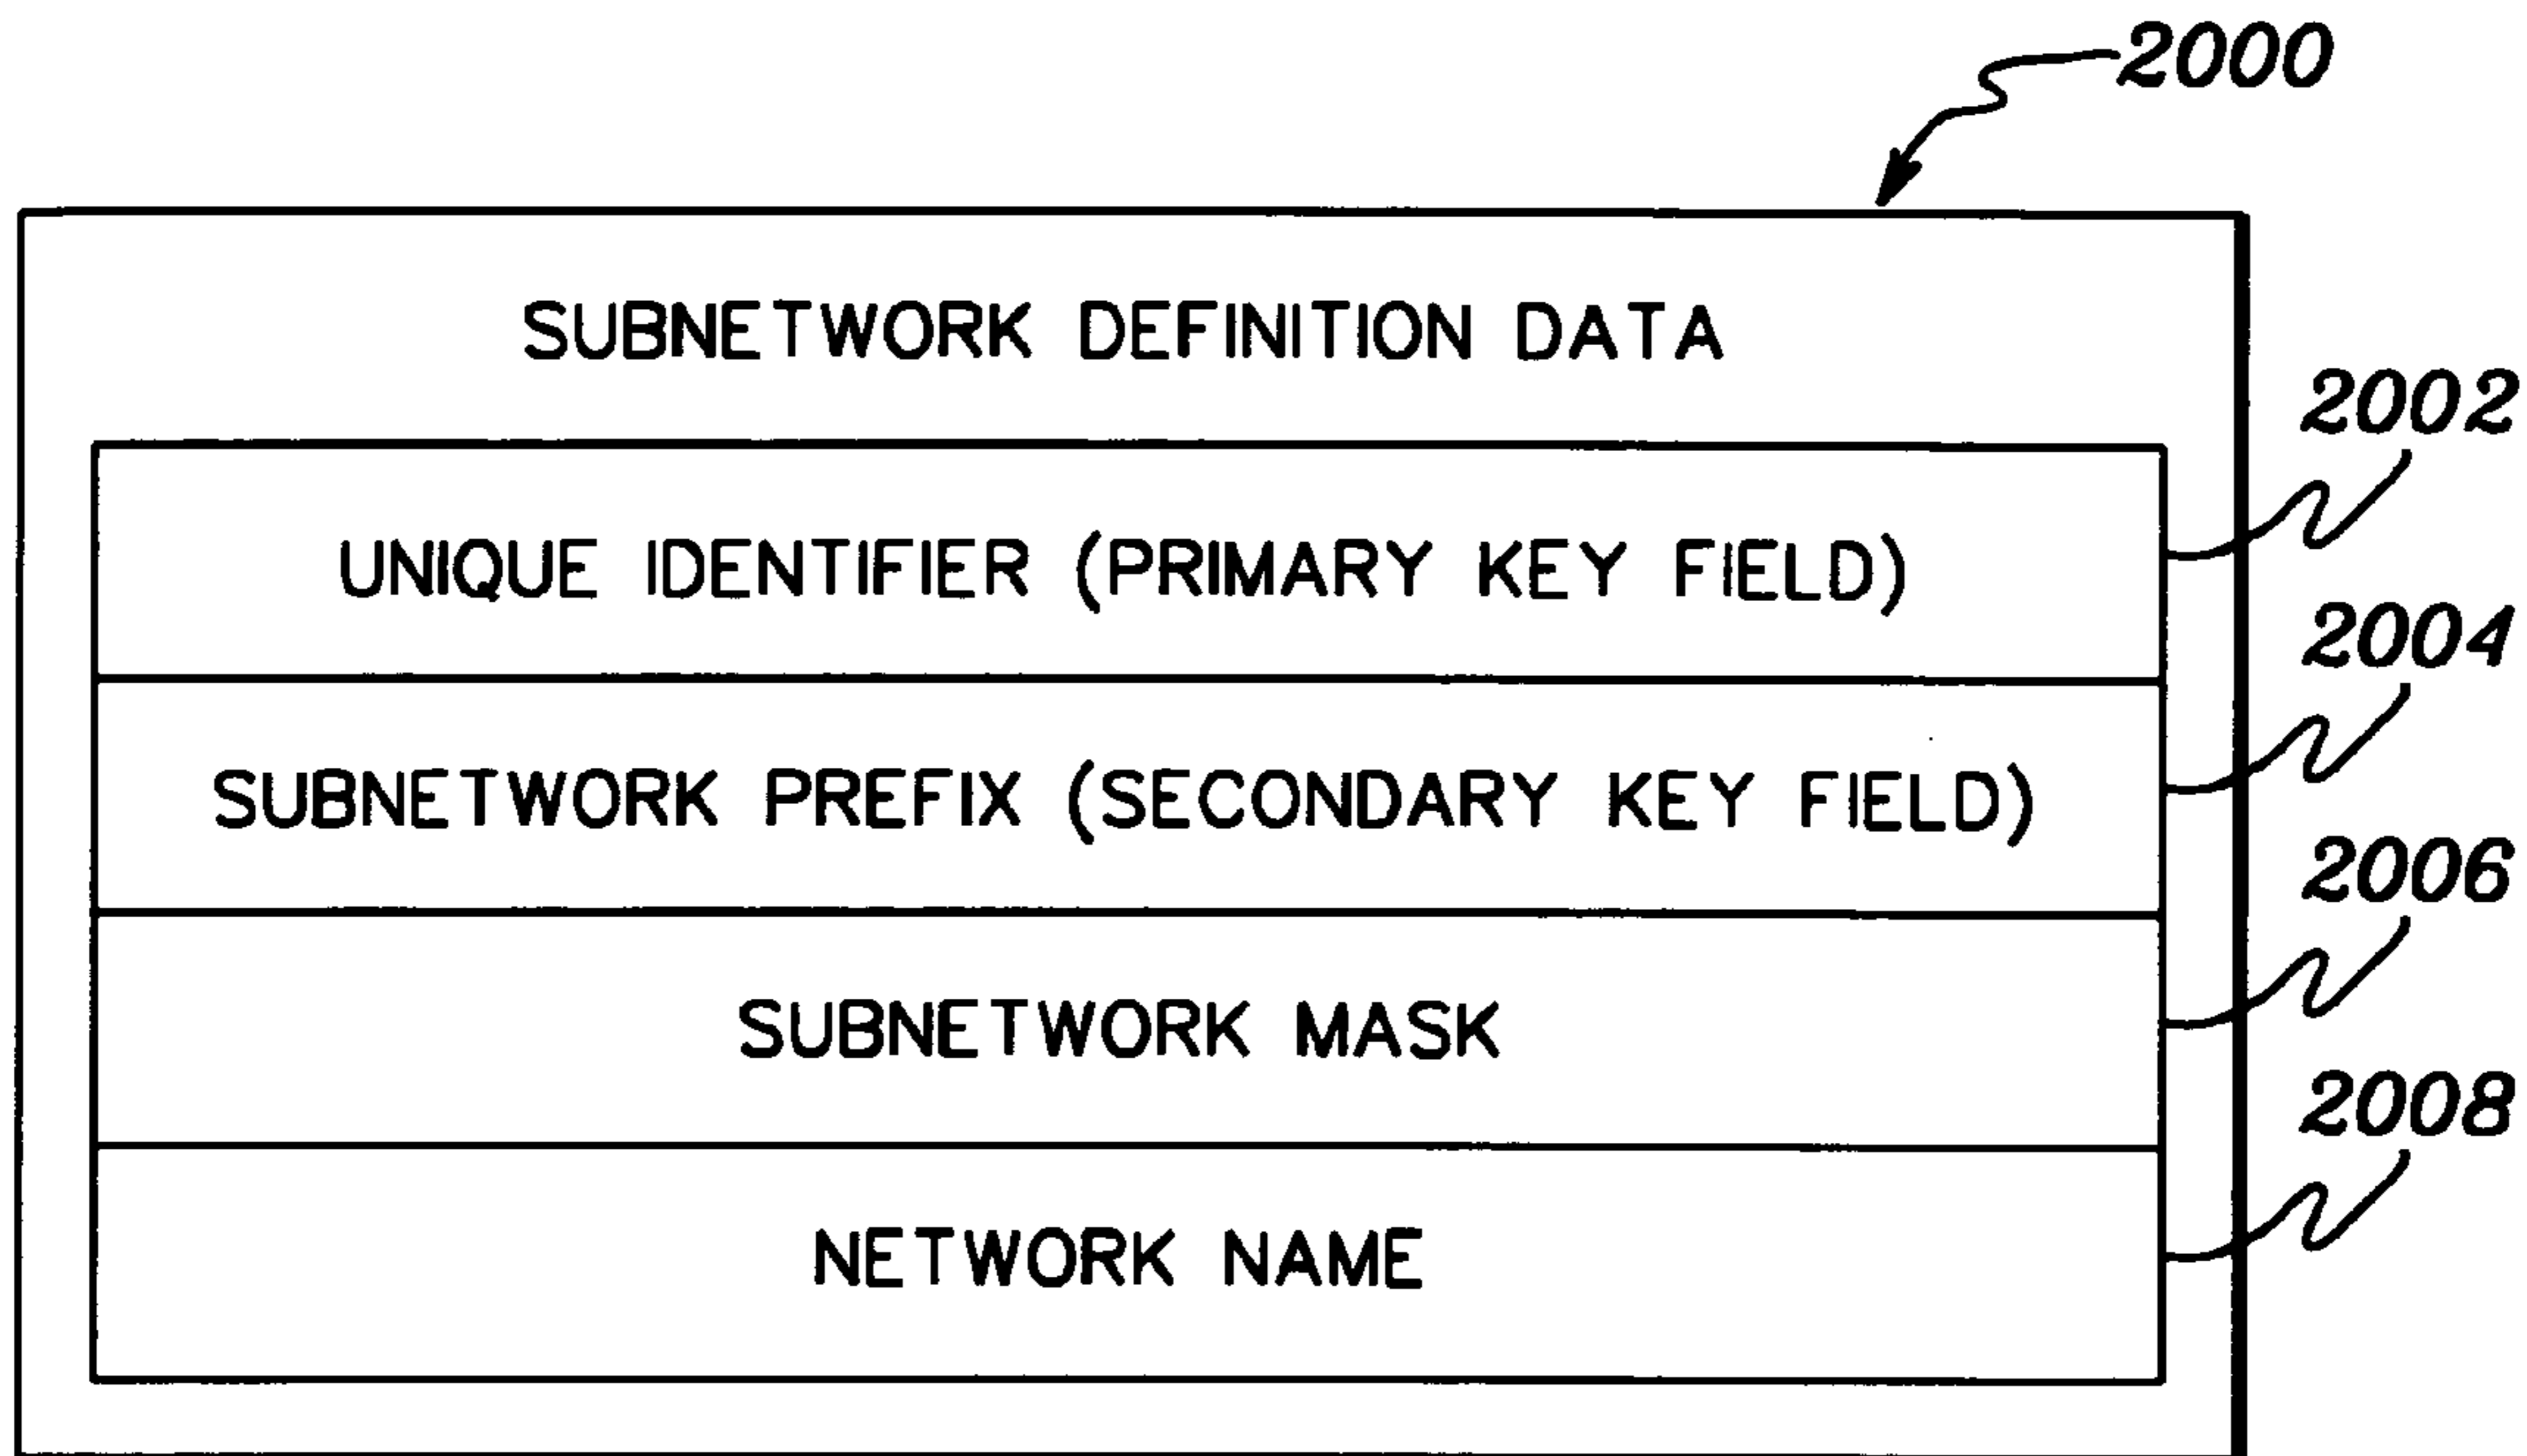 2000
SUBNETWORK DEFINITION DATA
2002
UNIQUE IDENTIFIER (PRIMARY KEY FIELD)
2004
SUBNETWORK PREFIX (SECONDARY KEY FIELD)
2006
SUBNETWORK MASK
2008
NETWORK NAME